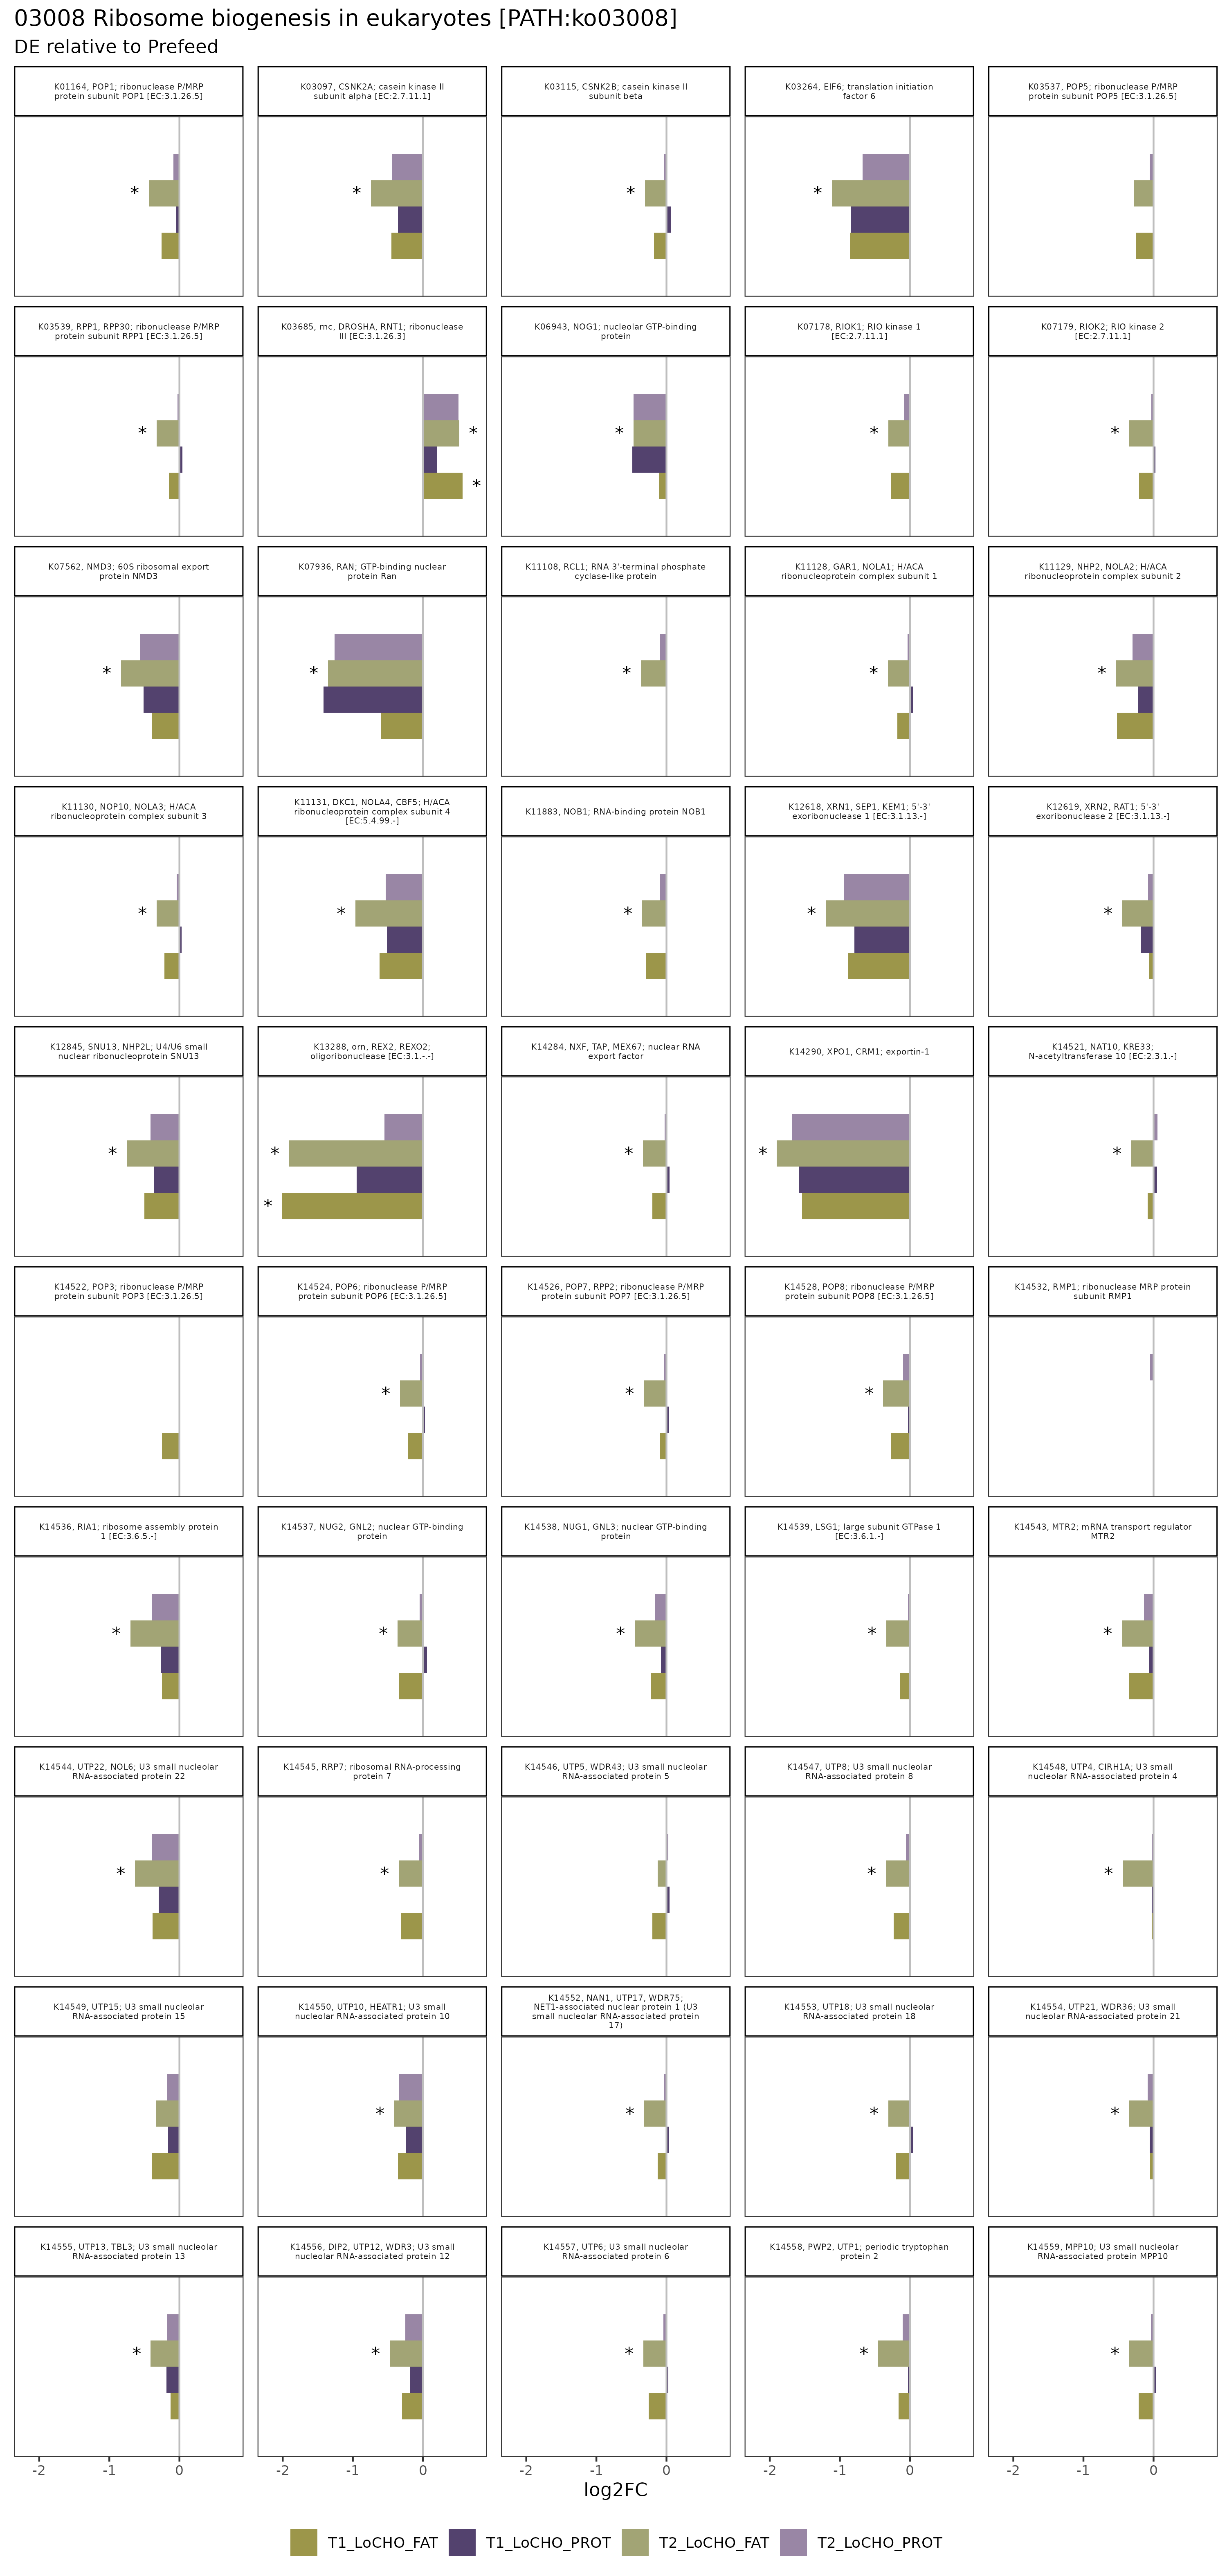 03008 Ribosome biogenesis in eukaryotes [PATH:ko03008]
DE relative to Prefeed
K01164, POP1; ribonuclease P/MRP
protein subunit POP1 [EC:3.1.26.5]
K03097, CSNK2A; casein kinase II
subunit alpha [EC:2.7.11.1]
K03115, CSNK2B; casein kinase II
subunit beta
K03264, EIF6; translation initiation
factor 6
K03537, POP5; ribonuclease P/MRP
protein subunit POP5 [EC:3.1.26.5]
*
*
*
*
K03539, RPP1, RPP30; ribonuclease P/MRP
protein subunit RPP1 [EC:3.1.26.5]
K03685, rnc, DROSHA, RNT1; ribonuclease
III [EC:3.1.26.3]
K06943, NOG1; nucleolar GTP-binding
protein
K07178, RIOK1; RIO kinase 1
[EC:2.7.11.1]
K07179, RIOK2; RIO kinase 2
[EC:2.7.11.1]
*
*
*
*
*
*
K07562, NMD3; 60S ribosomal export
protein NMD3
K07936, RAN; GTP-binding nuclear
protein Ran
K11108, RCL1; RNA 3'-terminal phosphate
cyclase-like protein
K11128, GAR1, NOLA1; H/ACA
ribonucleoprotein complex subunit 1
K11129, NHP2, NOLA2; H/ACA
ribonucleoprotein complex subunit 2
*
*
*
*
*
K11130, NOP10, NOLA3; H/ACA
ribonucleoprotein complex subunit 3
K11131, DKC1, NOLA4, CBF5; H/ACA
ribonucleoprotein complex subunit 4
[EC:5.4.99.-]
K11883, NOB1; RNA-binding protein NOB1
K12618, XRN1, SEP1, KEM1; 5'-3'
exoribonuclease 1 [EC:3.1.13.-]
K12619, XRN2, RAT1; 5'-3'
exoribonuclease 2 [EC:3.1.13.-]
*
*
*
*
*
K12845, SNU13, NHP2L; U4/U6 small
nuclear ribonucleoprotein SNU13
K13288, orn, REX2, REXO2;
oligoribonuclease [EC:3.1.-.-]
K14284, NXF, TAP, MEX67; nuclear RNA
export factor
K14290, XPO1, CRM1; exportin-1
K14521, NAT10, KRE33;
N-acetyltransferase 10 [EC:2.3.1.-]
*
*
*
*
*
*
K14522, POP3; ribonuclease P/MRP
protein subunit POP3 [EC:3.1.26.5]
K14524, POP6; ribonuclease P/MRP
protein subunit POP6 [EC:3.1.26.5]
K14526, POP7, RPP2; ribonuclease P/MRP
protein subunit POP7 [EC:3.1.26.5]
K14528, POP8; ribonuclease P/MRP
protein subunit POP8 [EC:3.1.26.5]
K14532, RMP1; ribonuclease MRP protein
subunit RMP1
*
*
*
K14536, RIA1; ribosome assembly protein
1 [EC:3.6.5.-]
K14537, NUG2, GNL2; nuclear GTP-binding
protein
K14538, NUG1, GNL3; nuclear GTP-binding
protein
K14539, LSG1; large subunit GTPase 1
[EC:3.6.1.-]
K14543, MTR2; mRNA transport regulator
MTR2
*
*
*
*
*
K14544, UTP22, NOL6; U3 small nucleolar
RNA-associated protein 22
K14545, RRP7; ribosomal RNA-processing
protein 7
K14546, UTP5, WDR43; U3 small nucleolar
RNA-associated protein 5
K14547, UTP8; U3 small nucleolar
RNA-associated protein 8
K14548, UTP4, CIRH1A; U3 small
nucleolar RNA-associated protein 4
*
*
*
*
K14549, UTP15; U3 small nucleolar
RNA-associated protein 15
K14550, UTP10, HEATR1; U3 small
nucleolar RNA-associated protein 10
K14552, NAN1, UTP17, WDR75;
NET1-associated nuclear protein 1 (U3
small nucleolar RNA-associated protein
17)
K14553, UTP18; U3 small nucleolar
RNA-associated protein 18
K14554, UTP21, WDR36; U3 small
nucleolar RNA-associated protein 21
*
*
*
*
K14555, UTP13, TBL3; U3 small nucleolar
RNA-associated protein 13
K14556, DIP2, UTP12, WDR3; U3 small
nucleolar RNA-associated protein 12
K14557, UTP6; U3 small nucleolar
RNA-associated protein 6
K14558, PWP2, UTP1; periodic tryptophan
protein 2
K14559, MPP10; U3 small nucleolar
RNA-associated protein MPP10
*
*
*
*
*
-2 -1 0 -2 -1 0 -2 -1 0 -2 -1 0 -2 -1 0
log2FC
T1_LoCHO_FAT T1_LoCHO_PROT T2_LoCHO_FAT T2_LoCHO_PROT